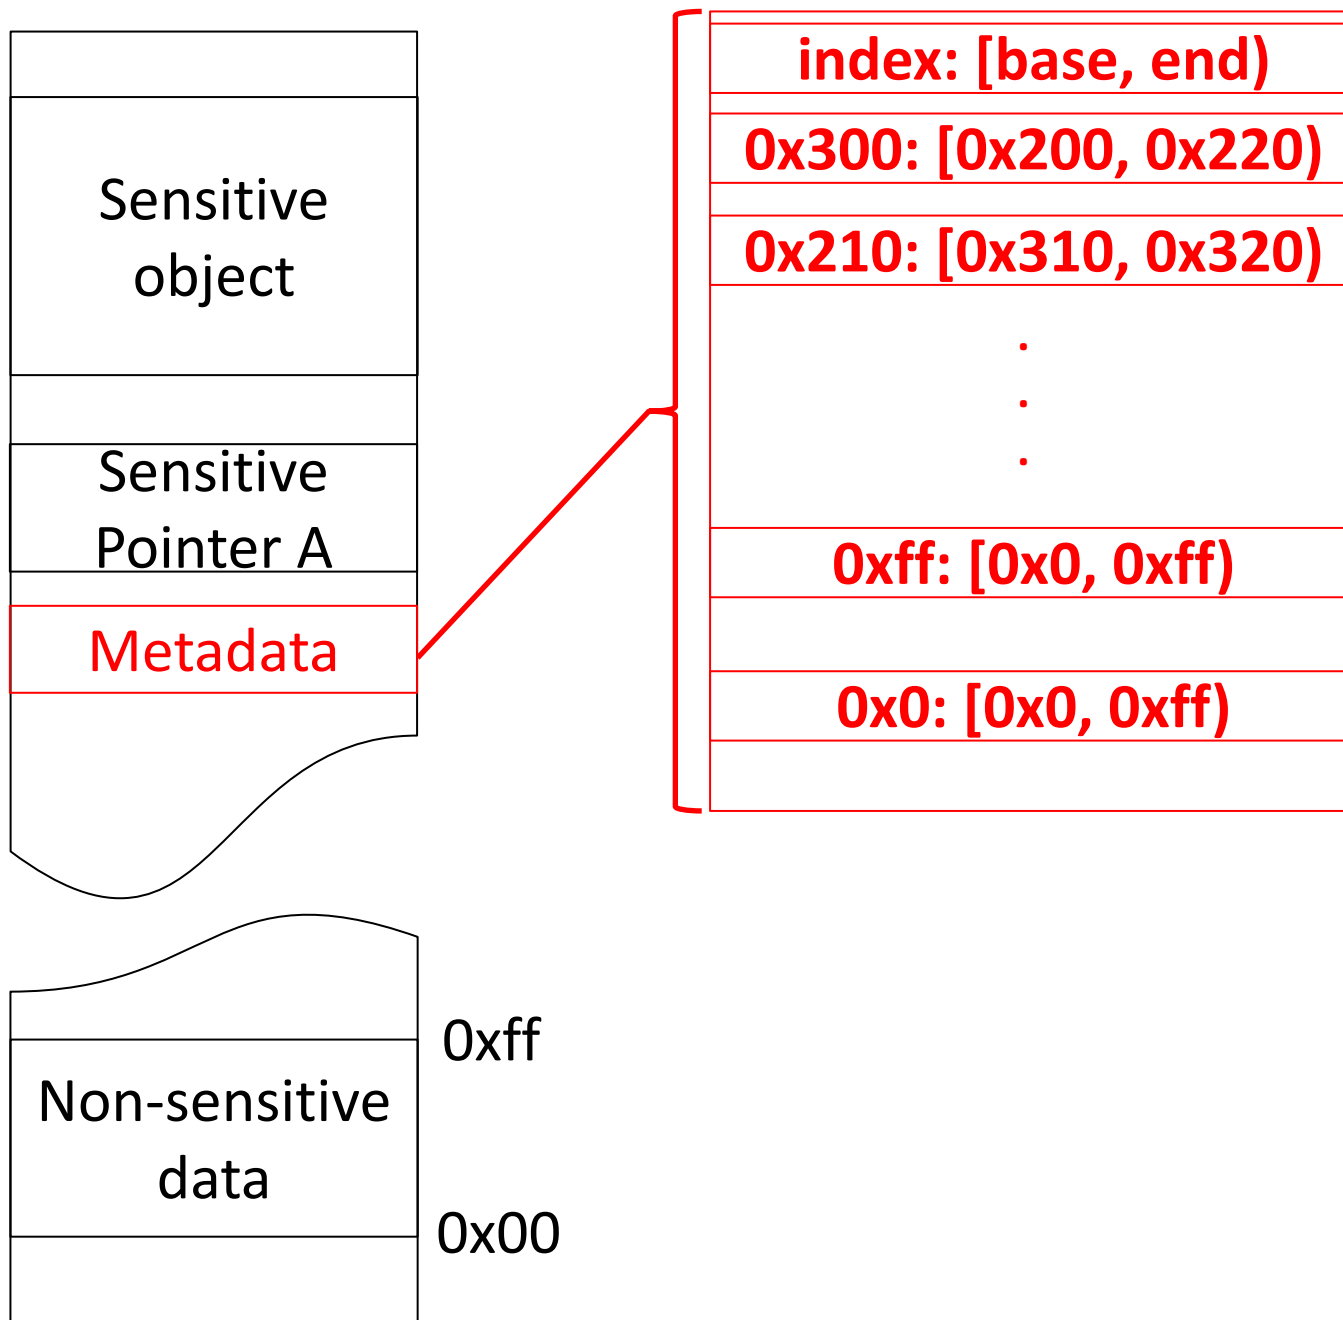 Sensitive
object
Sensitive
Pointer A
Metadata
0xff
Non-sensitive
data
0x00
index: [base, end)
0x300: [0x200, 0x220)
0x210: [0x310, 0x320)
.
.
.
0xff: [0x0, 0xff)
0x0: [0x0, 0xff)